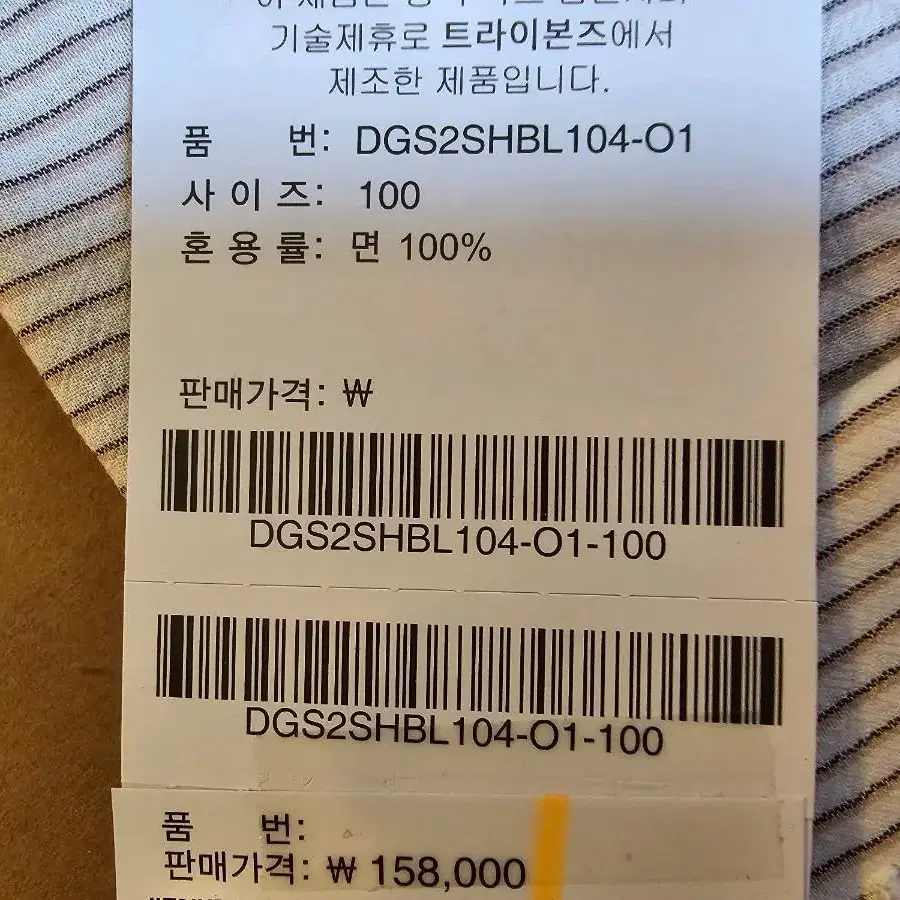 기술제휴로 트라이본즈에서
제조한 제품입니다.
품 번: DGS2SHBL104-O1
사 이 즈: 100
혼 용 률: 면 100%
판매가격: ₩
DGS2SHBL104-O1-100
DGS2SHBL104-O1-100
품 번:
판매가격: ₩ 158,000